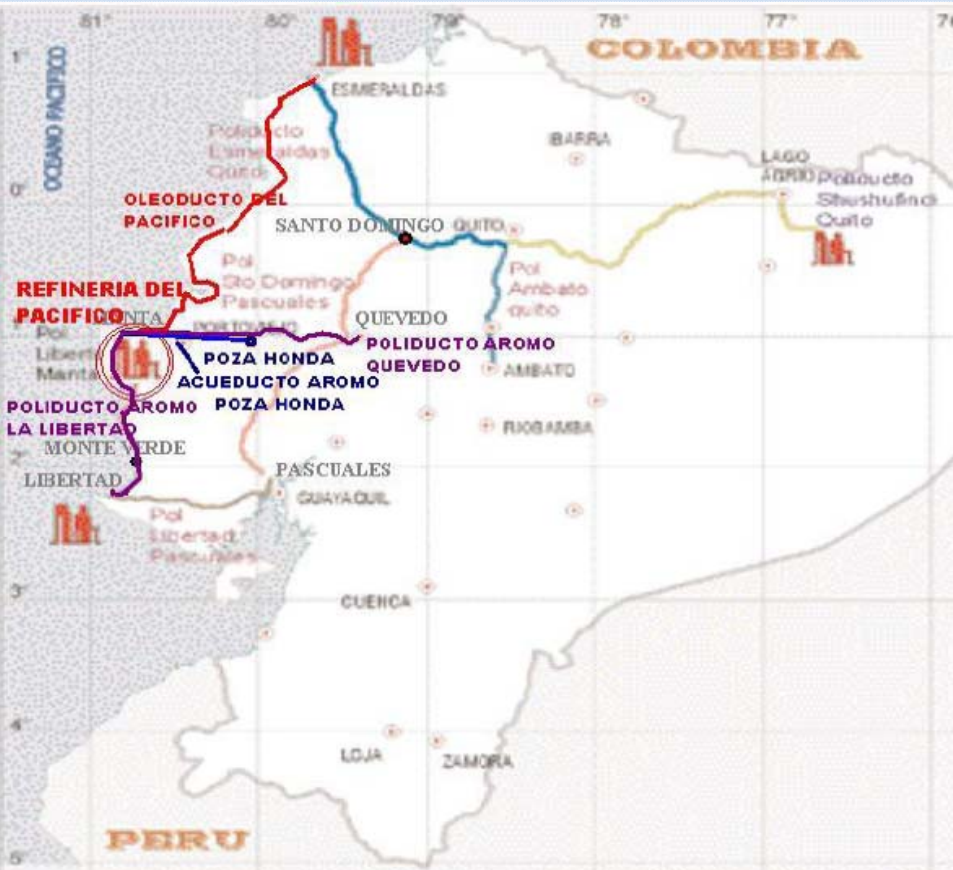 81°
80°
79°
78°
77°
76
1°
OCEANO PACIFICO
COLOMBIA
ESMERALDAS
Poliducto
Esmeraldas
Quito
IBARRA
LAGO
AGRIO
Poliducto
Shushufindi
Quito
0°
OLEODUCTO DEL
PACIFICO
SANTO DOMINGO
QUITO
Pol
Sto Domingo
Pascuales
Pol
Ambato
quito
REFINERIA DEL
PACIFICO
MANTA
PORTOVIEJO
QUEVEDO
Pol
Libert
Manta
POLIDUCTO AROMO
QUEVEDO
POZA HONDA
ACUEDUCTO AROMO
POZA HONDA
AMBATO
POLIDUCTO AROMO
LA LIBERTAD
RIOBAMBA
MONTE VERDE
2°
LIBERTAD
PASCUALES
GUAYAQUIL
Pol
Libertad
Pascuales
3°
CUENCA
4°
LOJA
ZAMORA
PERU
5°